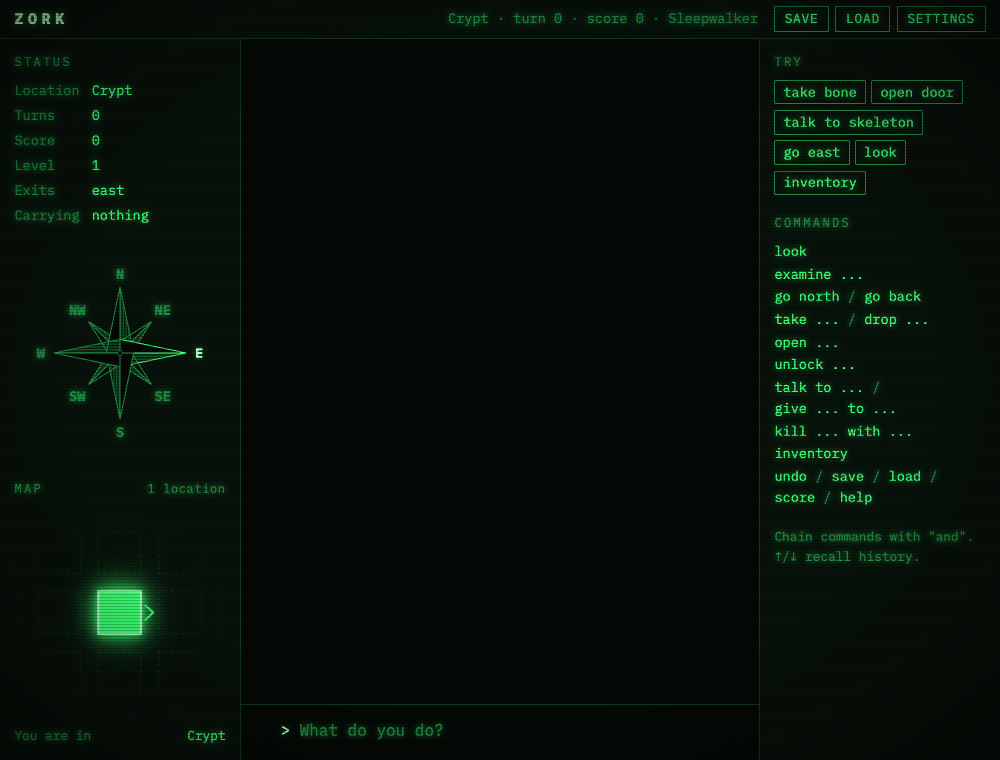 ZORK
Crypt · turn 0 · score 0 · Sleepwalker
SAVE
LOAD
SETTINGS
STATUS
Location Crypt
Turns 0
Score 0
Level 1
Exits east
Carrying nothing
N
NW NE
W E
SW SE
S
MAP 1 location
You are in Crypt
> What do you do?
TRY
take bone open door
talk to skeleton
go east look
inventory
COMMANDS
look
examine ...
go north / go back
take ... / drop ...
open ...
unlock ...
talk to ... /
give ... to ...
kill ... with ...
inventory
undo / save / load /
score / help
Chain commands with "and".
↑/↓ recall history.